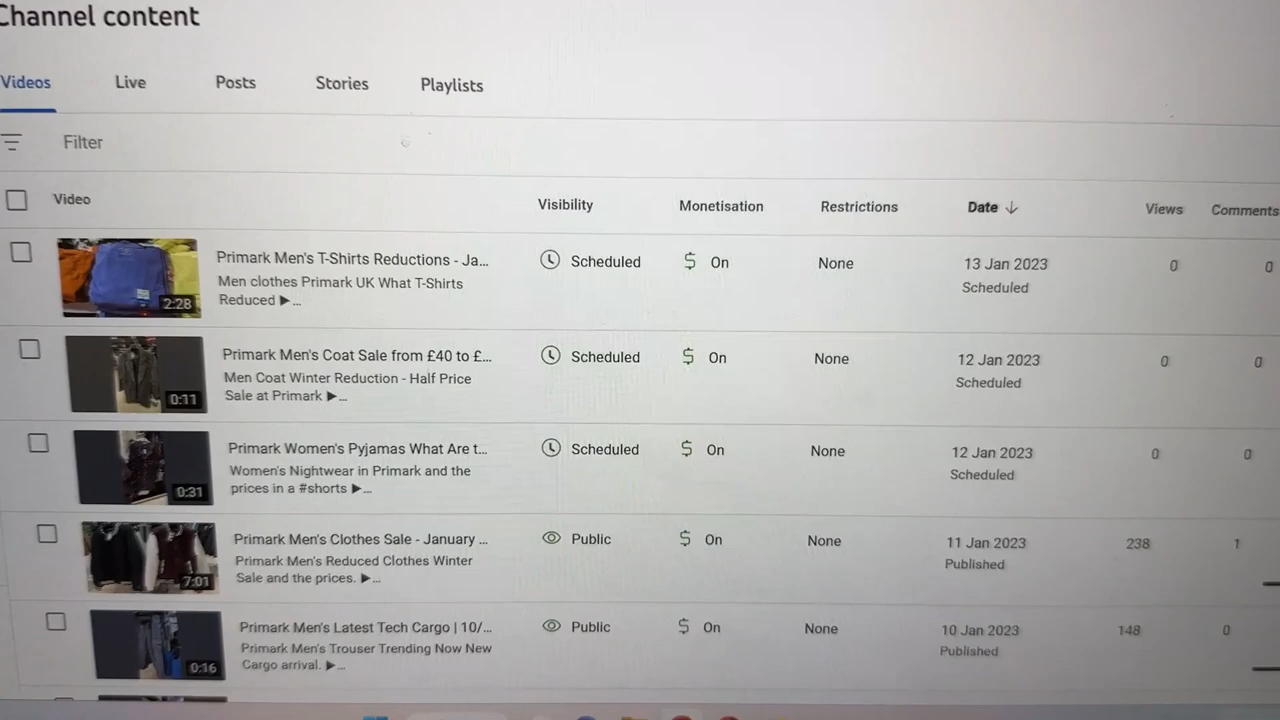 Channel content
Videos Live Posts Stories Playlists
Filter
Video Visibility Monetisation Restrictions Date Views Comments
Primark Men's T-Shirts Reductions - Ja... Scheduled $ On None 13 Jan 2023 0 0
Men clothes Primark UK What T-Shirts Scheduled
Reduced ▶...
2:28
Primark Men's Coat Sale from £40 to £... Scheduled $ On None 12 Jan 2023 0 0
Men Coat Winter Reduction - Half Price Scheduled
Sale at Primark ▶...
0:11
Primark Women's Pyjamas What Are t... Scheduled $ On None 12 Jan 2023 0 0
Women's Nightwear in Primark and the Scheduled
prices in a #shorts ▶...
0:31
Primark Men's Clothes Sale - January ... Public $ On None 11 Jan 2023 238 1
Primark Men's Reduced Clothes Winter Published
Sale and the prices. ▶...
7:01
Primark Men's Latest Tech Cargo | 10/... Public $ On None 10 Jan 2023 148 0
Primark Men's Trouser Trending Now New Published
Cargo arrival. ▶...
0:16